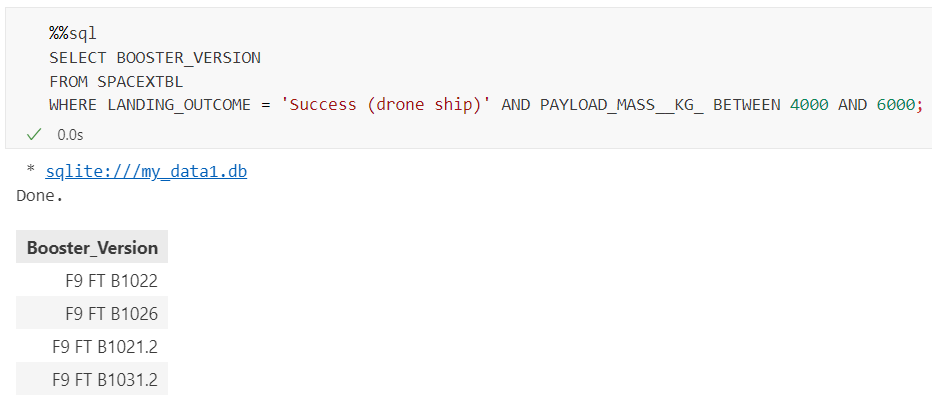 %%sql
SELECT BOOSTER_VERSION
FROM SPACEXTBL
WHERE LANDING_OUTCOME = 'Success (drone ship)' AND PAYLOAD_MASS__KG_ BETWEEN 4000 AND 6000;
✓ 0.0s
* sqlite:///my_data1.db
Done.
Booster_Version
F9 FT B1022
F9 FT B1026
F9 FT B1021.2
F9 FT B1031.2